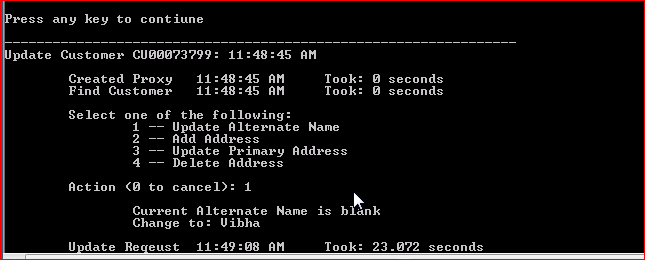 Press any key to contiune
----------------------------------------------------------------
Update Customer CU00073799: 11:48:45 AM
Created Proxy 11:48:45 AM Took: 0 seconds
Find Customer 11:48:45 AM Took: 0 seconds
Select one of the following:
1 -- Update Alternate Name
2 -- Add Address
3 -- Update Primary Address
4 -- Delete Address
Action (0 to cancel): 1
Current Alternate Name is blank
Change to: Vibha
Update Reqeust 11:49:08 AM Took: 23.072 seconds